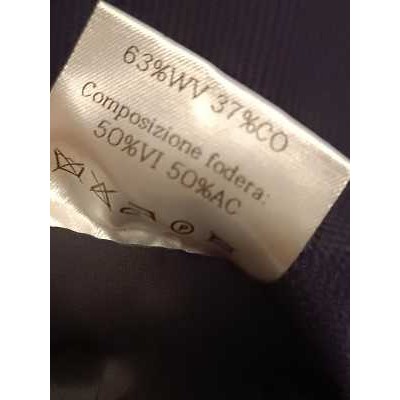 63%WV 37%CO
Composizione fodera:
50%VI 50%AC
P